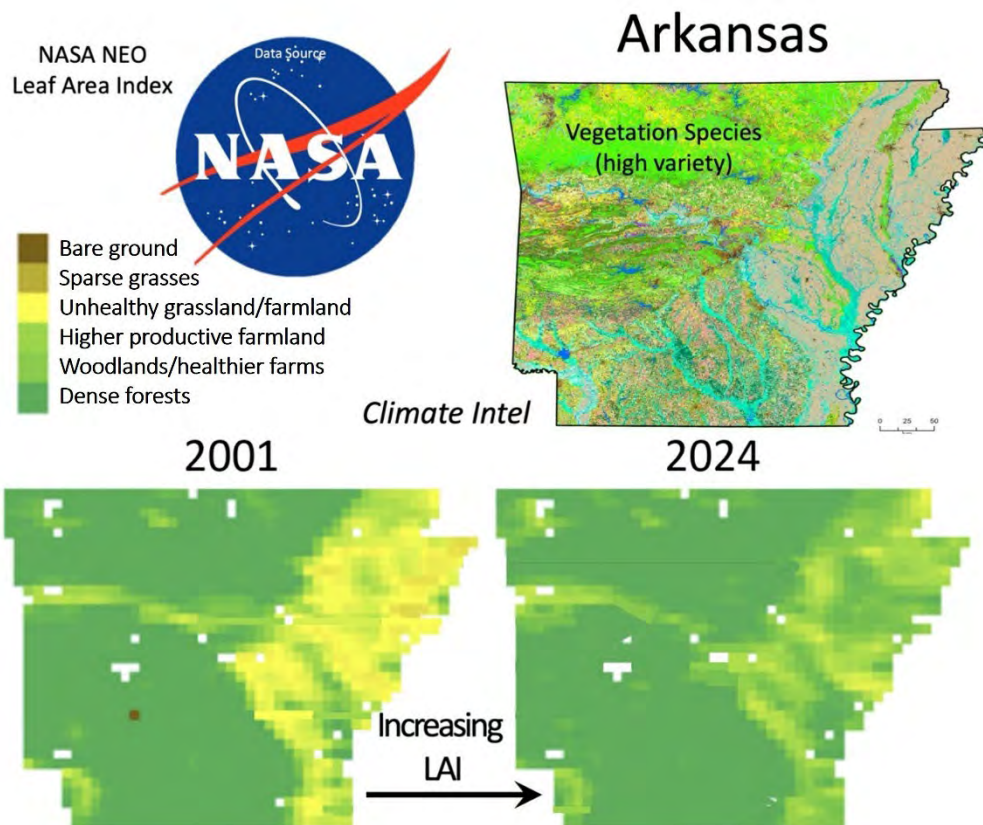 NASA NEO
Leaf Area Index
Data Source
NASA
Arkansas
Vegetation Species
(high variety)
Bare ground
Sparse grasses
Unhealthy grassland/farmland
Higher productive farmland
Woodlands/healthier farms
Dense forests
Climate Intel
0 25 50
2001
2024
Increasing
LAI